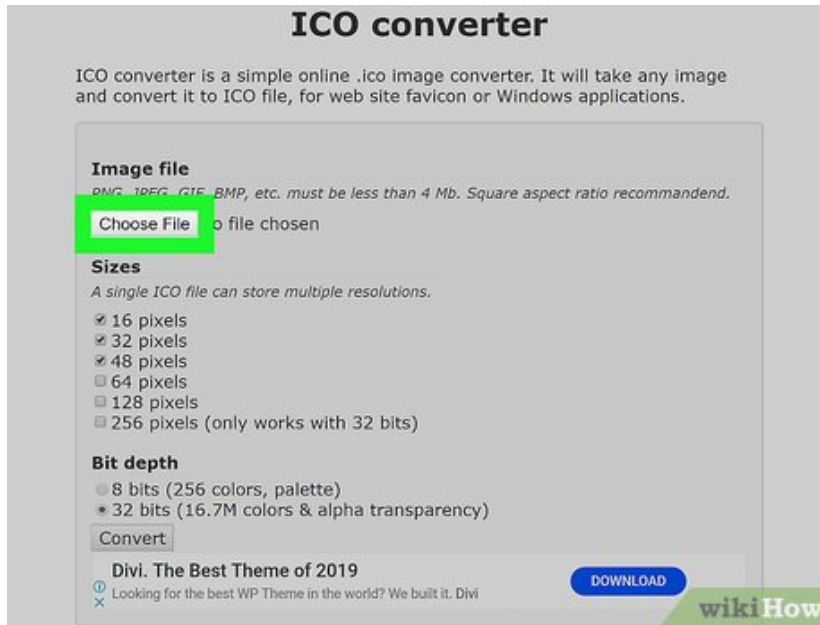 ICO converter
ICO converter is a simple online .ico image converter. It will take any image
and convert it to ICO file, for web site favicon or Windows applications.
Image file
PNG, JPEG, GIF, BMP, etc. must be less than 4 Mb. Square aspect ratio recommandend.
Choose File o file chosen
Sizes
A single ICO file can store multiple resolutions.
16 pixels
32 pixels
48 pixels
64 pixels
128 pixels
256 pixels (only works with 32 bits)
Bit depth
8 bits (256 colors, palette)
32 bits (16.7M colors & alpha transparency)
Convert
Divi. The Best Theme of 2019
Looking for the best WP Theme in the world? We built it. Divi
DOWNLOAD
wikiHow